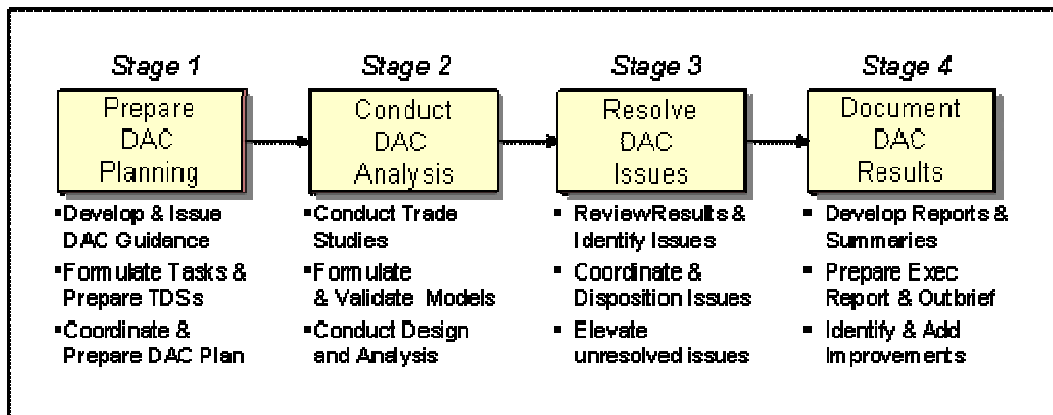 Stage 1
Prepare
DAC
Planning
▪Develop & Issue
DAC Guidance
▪Formulate Tasks &
Prepare TDSs
▪Coordinate &
Prepare DAC Plan
Stage 2
Conduct
DAC
Analysis
▪Conduct Trade
Studies
▪Formulate
& Validate Models
▪Conduct Design
and Analysis
Stage 3
Resolve
DAC
Issues
▪ Review Results &
Identify Issues
▪ Coordinate &
Disposition Issues
▪ Elevate
unresolved issues
Stage 4
Document
DAC
Results
▪ Develop Reports &
Summaries
▪ Prepare Exec
Report & Outbrief
▪ Identify & Add
Improvements